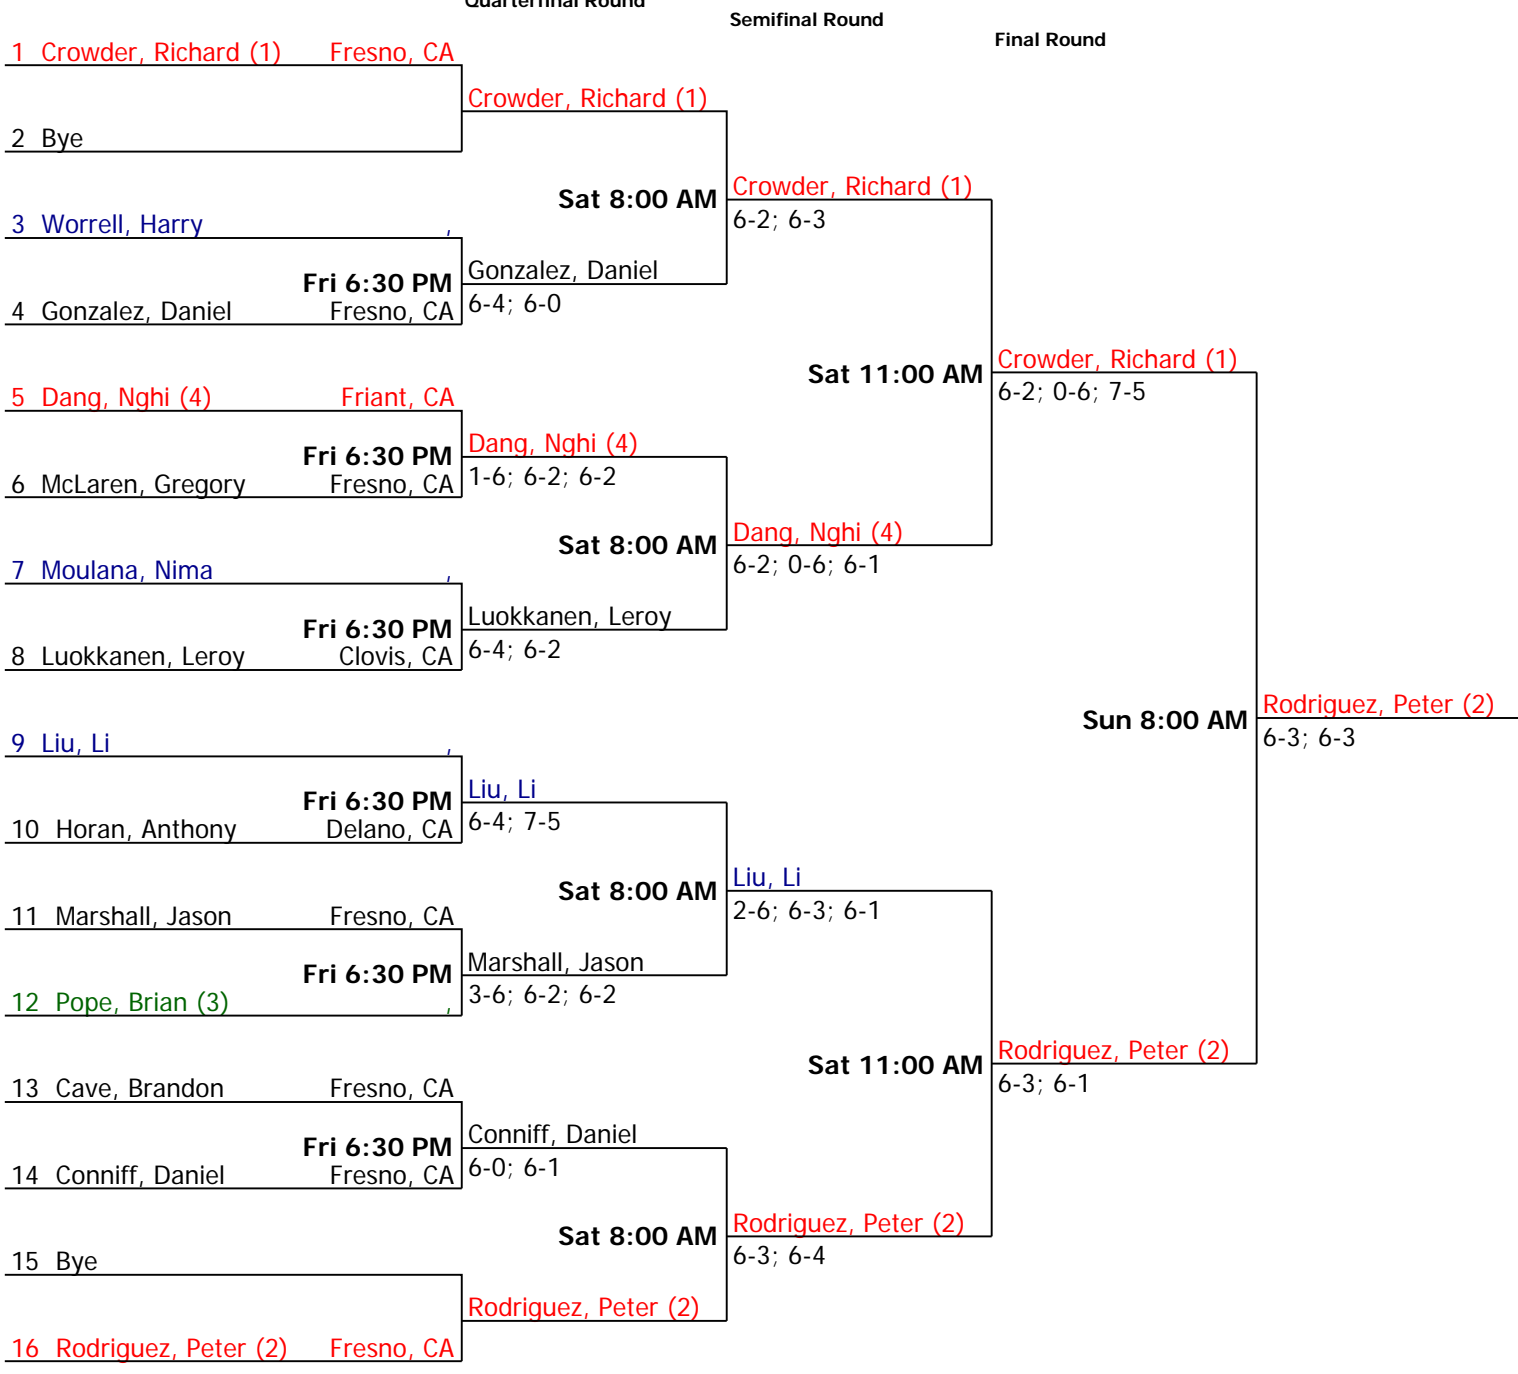 Quarterfinal Round
Semifinal Round
Final Round
1 Crowder, Richard (1) Fresno, CA
Crowder, Richard (1)
2 Bye
Sat 8:00 AM
Crowder, Richard (1)
6-2; 6-3
3 Worrell, Harry ,
Fri 6:30 PM
Gonzalez, Daniel
6-4; 6-0
4 Gonzalez, Daniel Fresno, CA
Sat 11:00 AM
Crowder, Richard (1)
6-2; 0-6; 7-5
5 Dang, Nghi (4) Friant, CA
Fri 6:30 PM
Dang, Nghi (4)
1-6; 6-2; 6-2
6 McLaren, Gregory Fresno, CA
Sat 8:00 AM
Dang, Nghi (4)
6-2; 0-6; 6-1
7 Moulana, Nima ,
Fri 6:30 PM
Luokkanen, Leroy
6-4; 6-2
8 Luokkanen, Leroy Clovis, CA
Sun 8:00 AM
Rodriguez, Peter (2)
6-3; 6-3
9 Liu, Li ,
Fri 6:30 PM
Liu, Li
6-4; 7-5
10 Horan, Anthony Delano, CA
Sat 8:00 AM
Liu, Li
2-6; 6-3; 6-1
11 Marshall, Jason Fresno, CA
Fri 6:30 PM
Marshall, Jason
3-6; 6-2; 6-2
12 Pope, Brian (3) ,
Sat 11:00 AM
Rodriguez, Peter (2)
6-3; 6-1
13 Cave, Brandon Fresno, CA
Fri 6:30 PM
Conniff, Daniel
6-0; 6-1
14 Conniff, Daniel Fresno, CA
Sat 8:00 AM
Rodriguez, Peter (2)
6-3; 6-4
15 Bye
Rodriguez, Peter (2)
16 Rodriguez, Peter (2) Fresno, CA